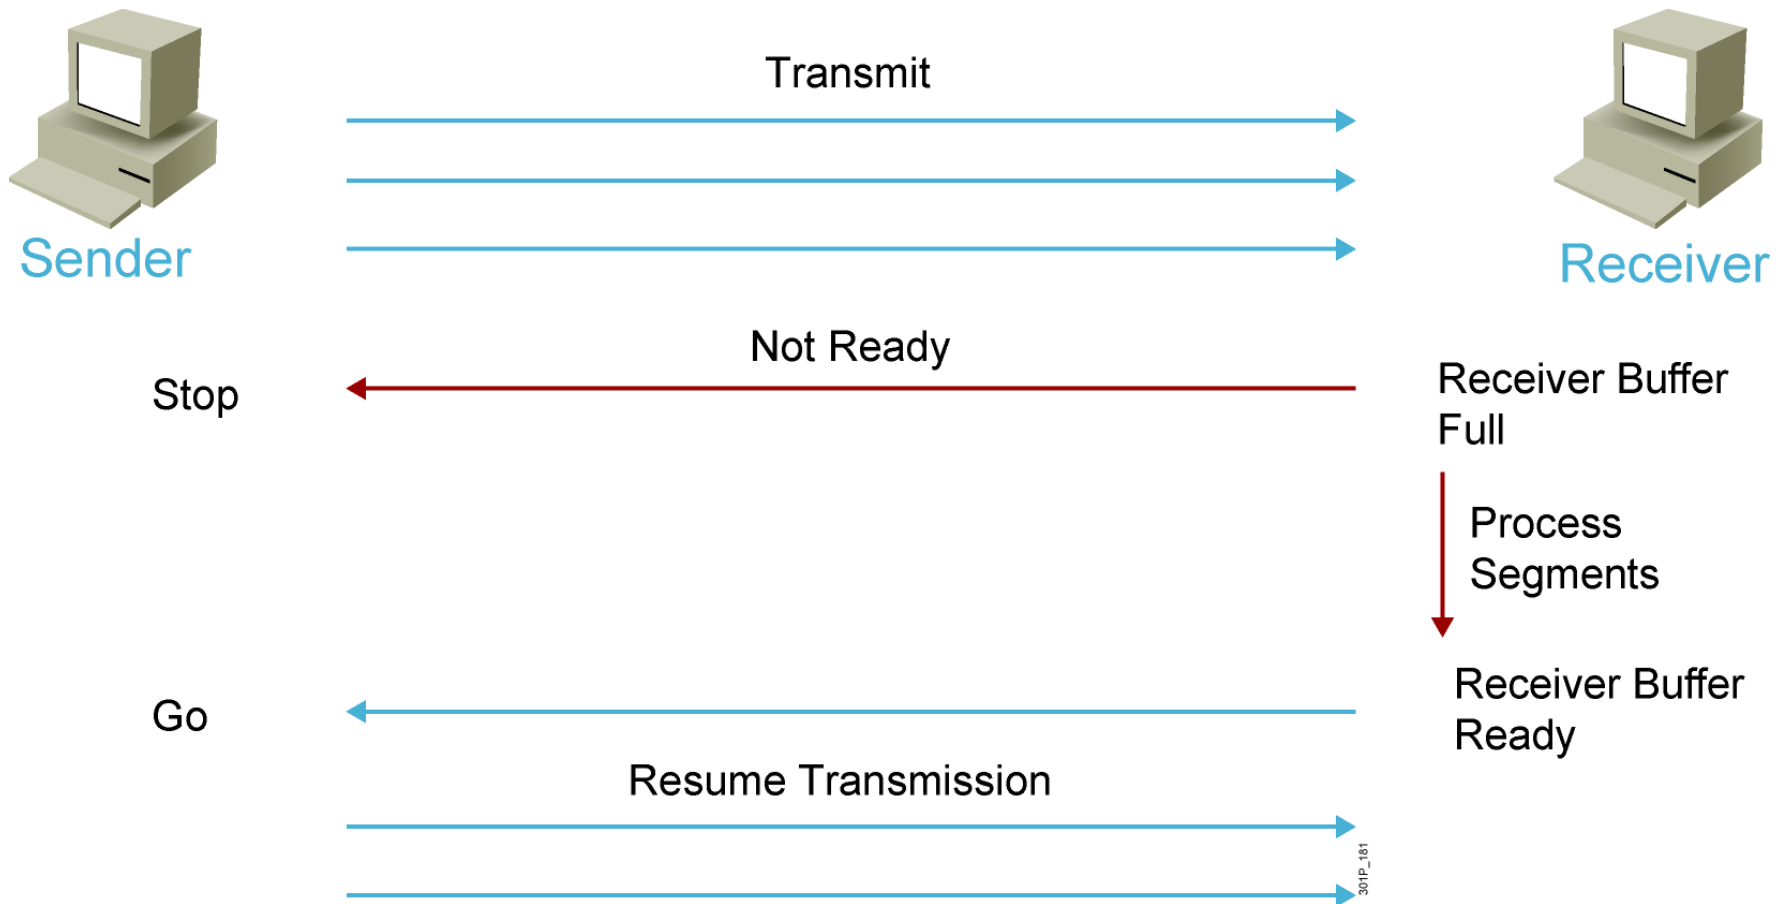 Transmit
Sender
Receiver
Not Ready
Stop
Receiver Buffer
Full
Process
Segments
Receiver Buffer
Ready
Go
Resume Transmission
301P_181